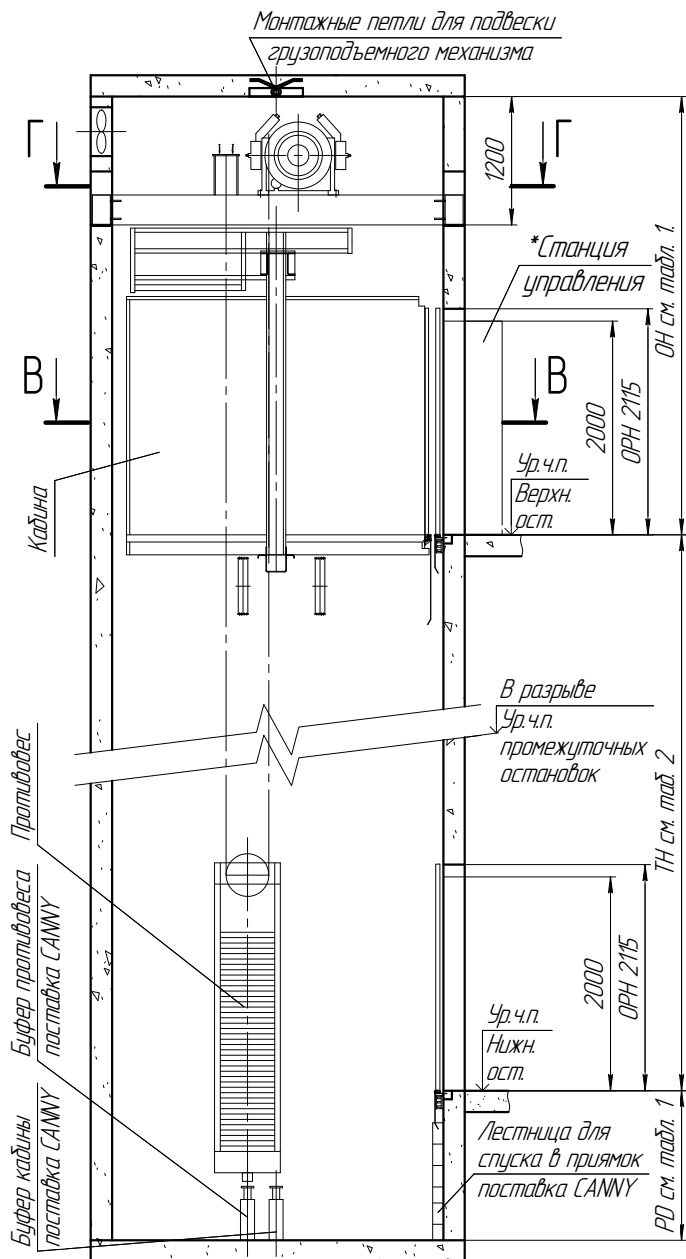 Монтажные петли для подвески
грузоподъемного механизма
Г
Г
1200
ОН см. табл. 1.
*Станция
управления
В
В
2000
ОРН 2115
Кабина
Ур.ч.п.
Верхн.
ост.
В разрыве
Ур.ч.п.
промежуточных
остановок
Противовес
ТН см. таб. 2
Буфер противовеса
поставка CANNY
2000
ОРН 2115
Ур.ч.п.
Нижн.
ост.
Буфер кабины
поставка CANNY
Лестница для
спуска в приямок
поставка CANNY
PD см. табл. 1